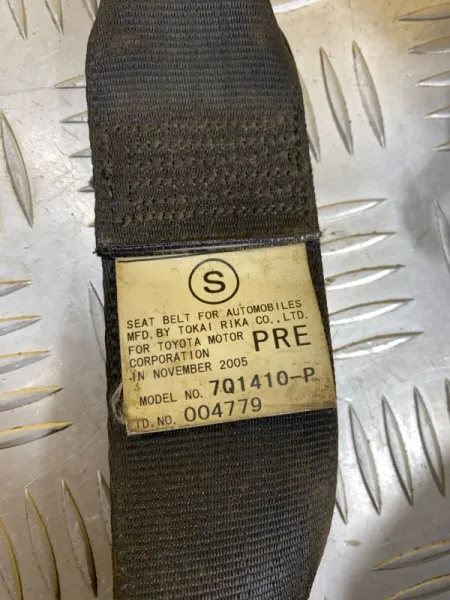 S
SEAT BELT FOR AUTOMOBILES
MFD. BY TOKAI RIKA CO., LTD.
FOR TOYOTA MOTOR PRE
CORPORATION
IN NOVEMBER 2005
MODEL NO. 7Q1410-P
ID. NO. 004779